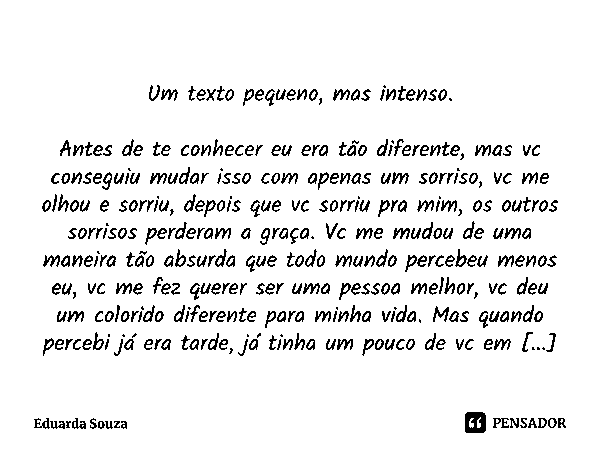 Um texto pequeno, mas intenso.
Antes de te conhecer eu era tão diferente, mas vc
conseguiu mudar isso com apenas um sorriso, vc me
olhou e sorriu, depois que vc sorriu pra mim, os outros
sorrisos perderam a graça. Vc me mudou de uma
maneira tão absurda que todo mundo percebeu menos
eu, vc me fez querer ser uma pessoa melhor, vc deu
um colorido diferente para minha vida. Mas quando
percebi já era tarde, já tinha um pouco de vc em [...]
Eduarda Souza
PENSADOR